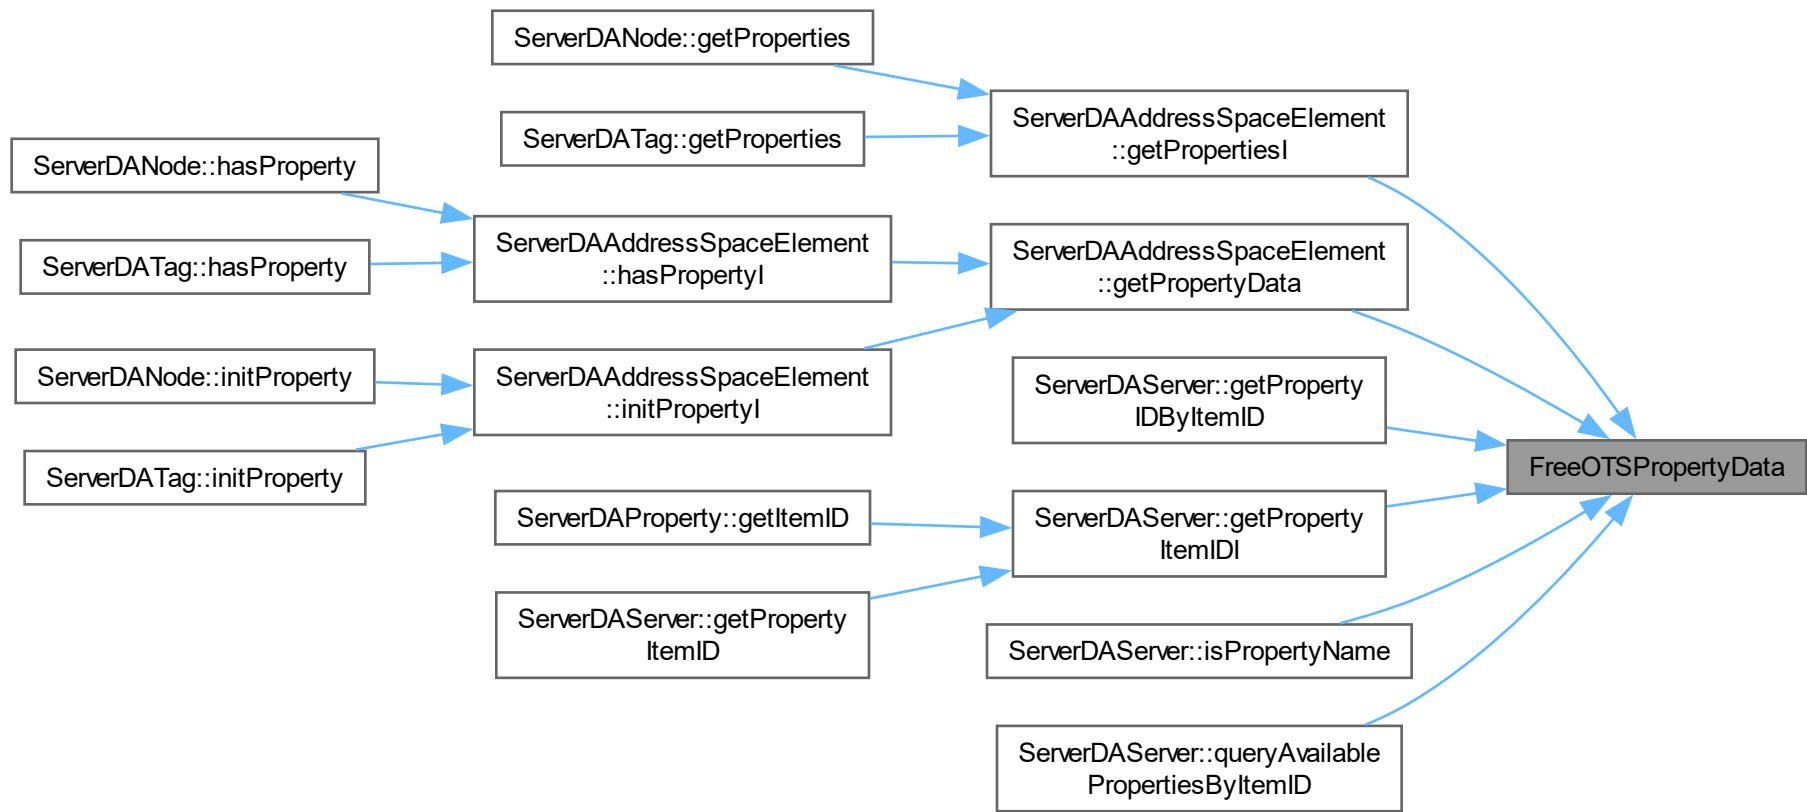 ServerDANode::getProperties
ServerDAAddressSpaceElement
::getPropertiesI
ServerDATag::getProperties
ServerDANode::hasProperty
ServerDAAddressSpaceElement
::hasPropertyI
ServerDAAddressSpaceElement
::getPropertyData
ServerDATag::hasProperty
ServerDANode::initProperty
ServerDAAddressSpaceElement
::initPropertyI
ServerDAServer::getProperty
IDByItemID
FreeOTSPropertyData
ServerDATag::initProperty
ServerDAProperty::getItemID
ServerDAServer::getProperty
ItemIDI
ServerDAServer::getProperty
ItemID
ServerDAServer::isPropertyName
ServerDAServer::queryAvailable
PropertiesByItemID